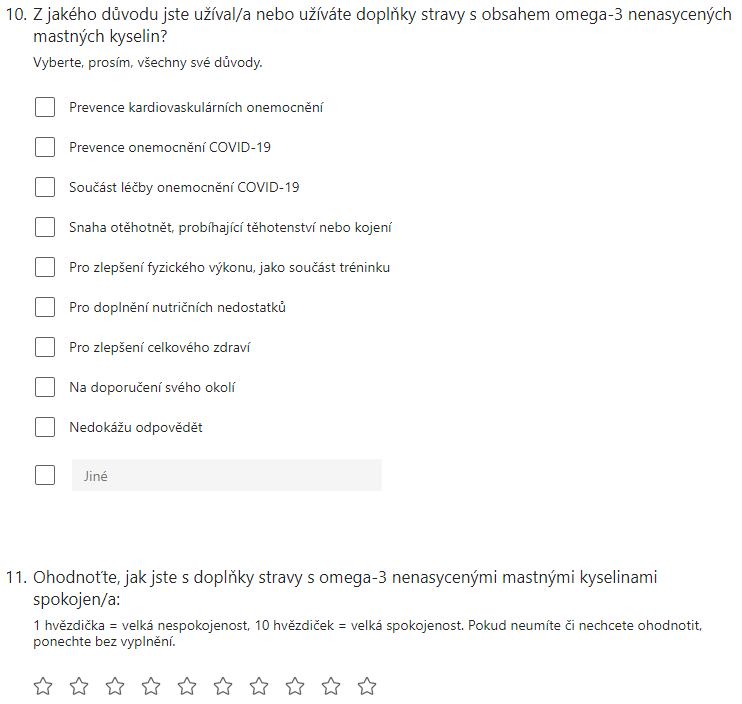 10. Z jakého důvodu jste užíval/a nebo užíváte doplňky stravy s obsahem omega-3 nenasycených
mastných kyselin?
Vyberte, prosím, všechny své důvody.
Prevence kardiovaskulárních onemocnění
Prevence onemocnění COVID-19
Součást léčby onemocnění COVID-19
Snaha otěhotnět, probíhající těhotenství nebo kojení
Pro zlepšení fyzického výkonu, jako součást tréninku
Pro doplnění nutričních nedostatků
Pro zlepšení celkového zdraví
Na doporučení svého okolí
Nedokážu odpovědět
Jiné
11. Ohodnoťte, jak jste s doplňky stravy s omega-3 nenasycenými mastnými kyselinami
spokojen/a:
1 hvězdička = velká nespokojenost, 10 hvězdiček = velká spokojenost. Pokud neumíte či nechcete ohodnotit,
ponechte bez vyplnění.